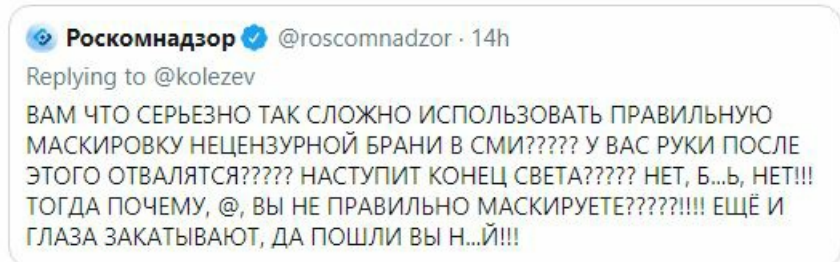 Роскомнадзор @roscomnadzor · 14h
Replying to @kolezev
ВАМ ЧТО СЕРЬЕЗНО ТАК СЛОЖНО ИСПОЛЬЗОВАТЬ ПРАВИЛЬНУЮ
МАСКИРОВКУ НЕЦЕНЗУРНОЙ БРАНИ В СМИ????? У ВАС РУКИ ПОСЛЕ
ЭТОГО ОТВАЛЯТСЯ????? НАСТУПИТ КОНЕЦ СВЕТА????? НЕТ, Б...Ь, НЕТ!!!
ТОГДА ПОЧЕМУ, @, ВЫ НЕ ПРАВИЛЬНО МАСКИРУЕТЕ?????!!!! ЕЩЁ И
ГЛАЗА ЗАКАТЫВАЮТ, ДА ПОШЛИ ВЫ Н...Й!!!